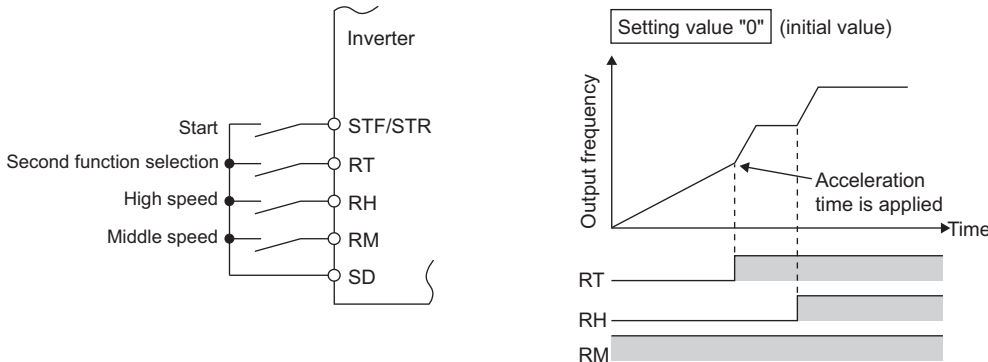 Inverter
Start
STF/STR
Second function selection
RT
High speed
RH
Middle speed
RM
SD
Setting value "0" (initial value)
Output frequency
Acceleration
time is applied
Time
RT
RH
RM